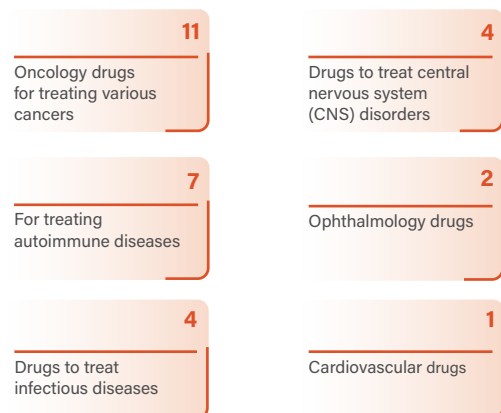 11
Oncology drugs
for treating various
cancers
4
Drugs to treat central
nervous system
(CNS) disorders
7
For treating
autoimmune diseases
2
Ophthalmology drugs
4
Drugs to treat
infectious diseases
1
Cardiovascular drugs